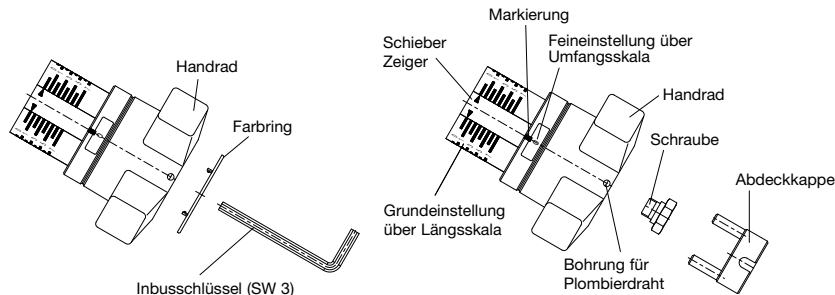 Handrad
Farbring
Inbusschlüssel (SW 3)
Markierung
Schieber
Zeiger
Feineinstellung über
Umfangsskala
Handrad
Schraube
Abdeckkappe
Grundeinstellung
über Längsskala
Bohrung für
Plombierdraht